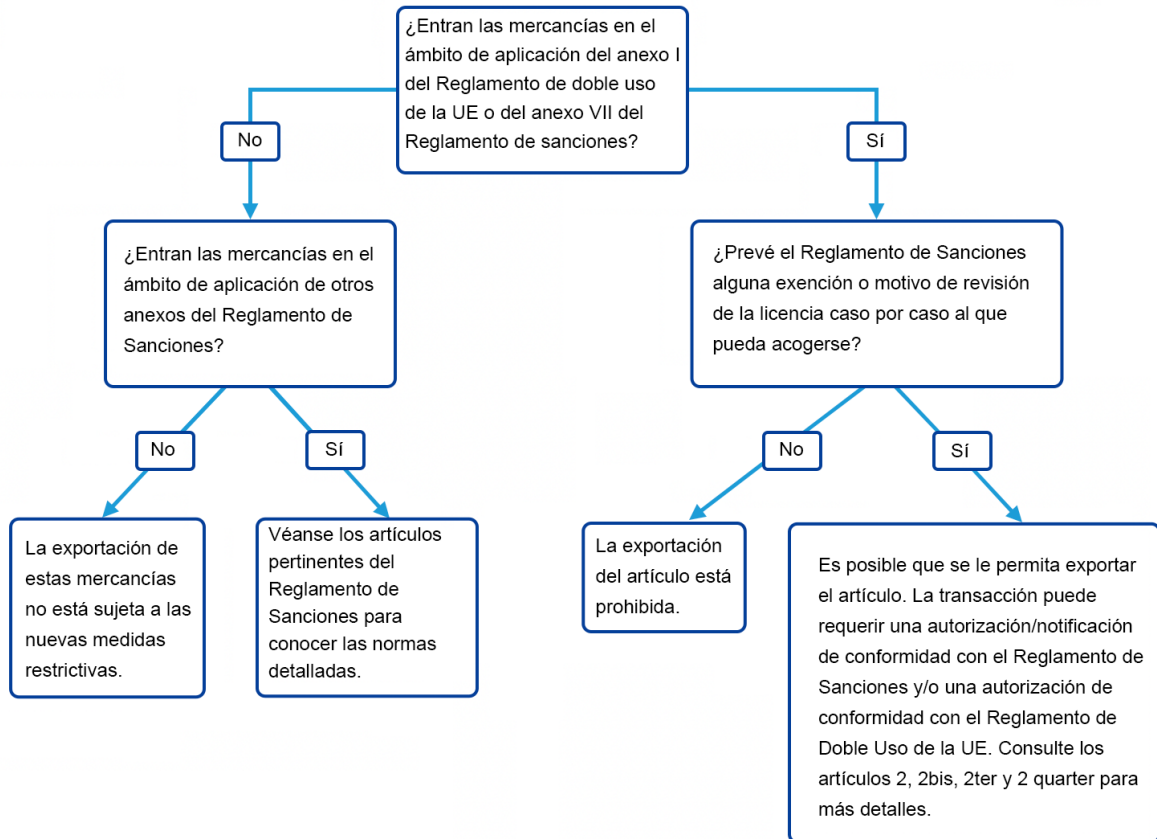 ¿Entran las mercancías en el
ámbito de aplicación del anexo I
del Reglamento de doble uso
de la UE o del anexo VII del
Reglamento de sanciones?
No
Sí
¿Entran las mercancías en el
ámbito de aplicación de otros
anexos del Reglamento de
Sanciones?
¿Prevé el Reglamento de Sanciones
alguna exención o motivo de revisión
de la licencia caso por caso al que
pueda acogerse?
No
Sí
No
Sí
La exportación de
estas mercancías
no está sujeta a las
nuevas medidas
restrictivas.
Véanse los artículos
pertinentes del
Reglamento de
Sanciones para
conocer las normas
detalladas.
La exportación
del artículo está
prohibida.
Es posible que se le permita exportar
el artículo. La transacción puede
requerir una autorización/notificación
de conformidad con el Reglamento de
Sanciones y/o una autorización de
conformidad con el Reglamento de
Doble Uso de la UE. Consulte los
artículos 2, 2bis, 2ter y 2 quarter para
más detalles.